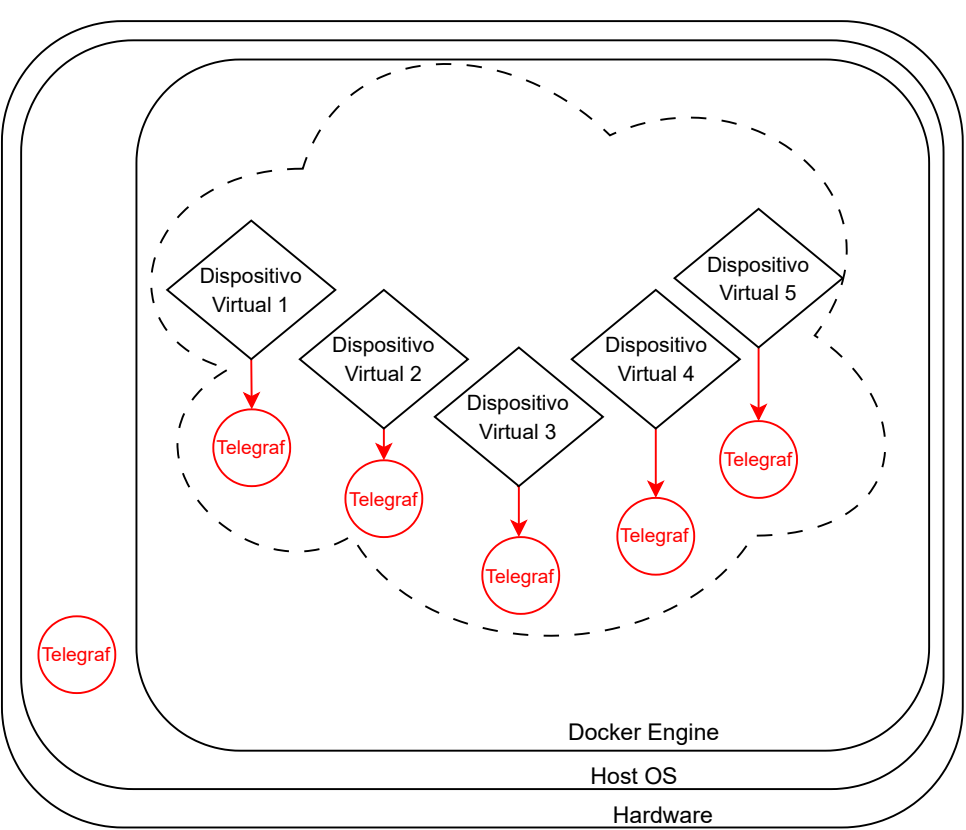 Dispositivo
Virtual 1
Dispositivo
Virtual 2
Dispositivo
Virtual 3
Dispositivo
Virtual 4
Dispositivo
Virtual 5
Telegraf
Telegraf
Telegraf
Telegraf
Telegraf
Telegraf
Docker Engine
Host OS
Hardware